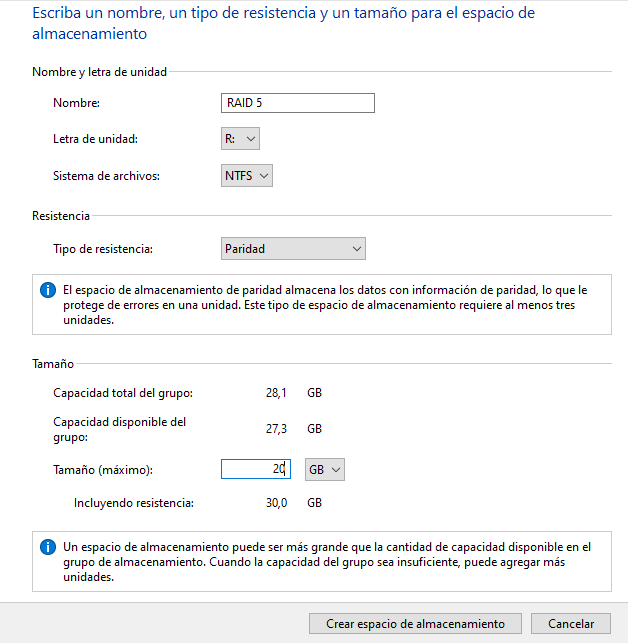 Escriba un nombre, un tipo de resistencia y un tamaño para el espacio de
almacenamiento
Nombre y letra de unidad
Nombre: RAID 5
Letra de unidad: R:
Sistema de archivos: NTFS
Resistencia
Tipo de resistencia: Paridad
El espacio de almacenamiento de paridad almacena los datos con información de paridad, lo que le
protege de errores en una unidad. Este tipo de espacio de almacenamiento requiere al menos tres
unidades.
Tamaño
Capacidad total del grupo: 28,1 GB
Capacidad disponible del
grupo: 27,3 GB
Tamaño (máximo): 20 GB
Incluyendo resistencia: 30,0 GB
Un espacio de almacenamiento puede ser más grande que la cantidad de capacidad disponible en el
grupo de almacenamiento. Cuando la capacidad del grupo sea insuficiente, puede agregar más
unidades.
Crear espacio de almacenamiento Cancelar